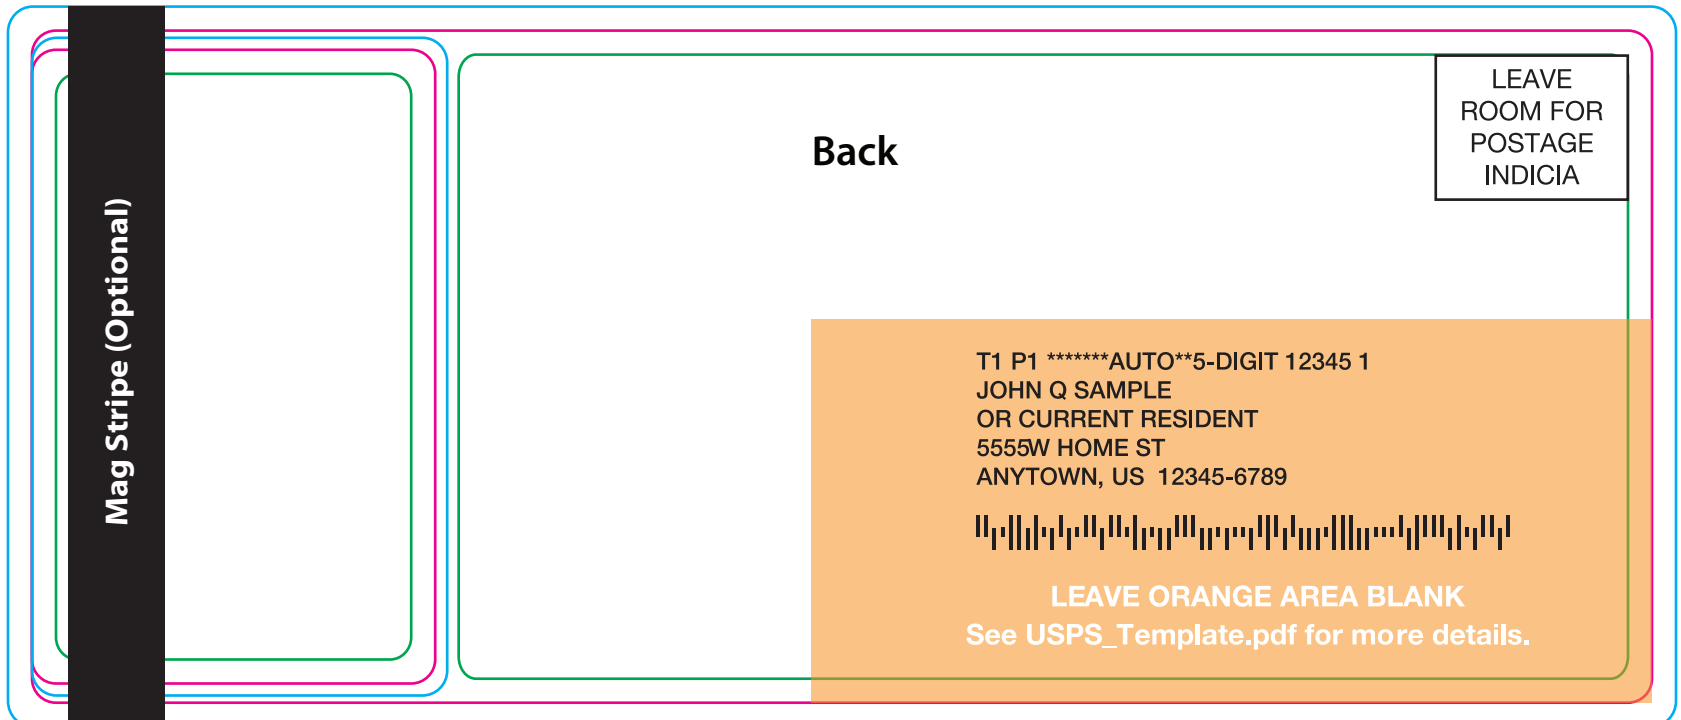 Mag Stripe (Optional)
Back
LEAVE
ROOM FOR
POSTAGE
INDICIA
T1 P1 *******AUTO**5-DIGIT 12345 1
JOHN Q SAMPLE
OR CURRENT RESIDENT
5555W HOME ST
ANYTOWN, US  12345-6789
LEAVE ORANGE AREA BLANK
See USPS_Template.pdf for more details.